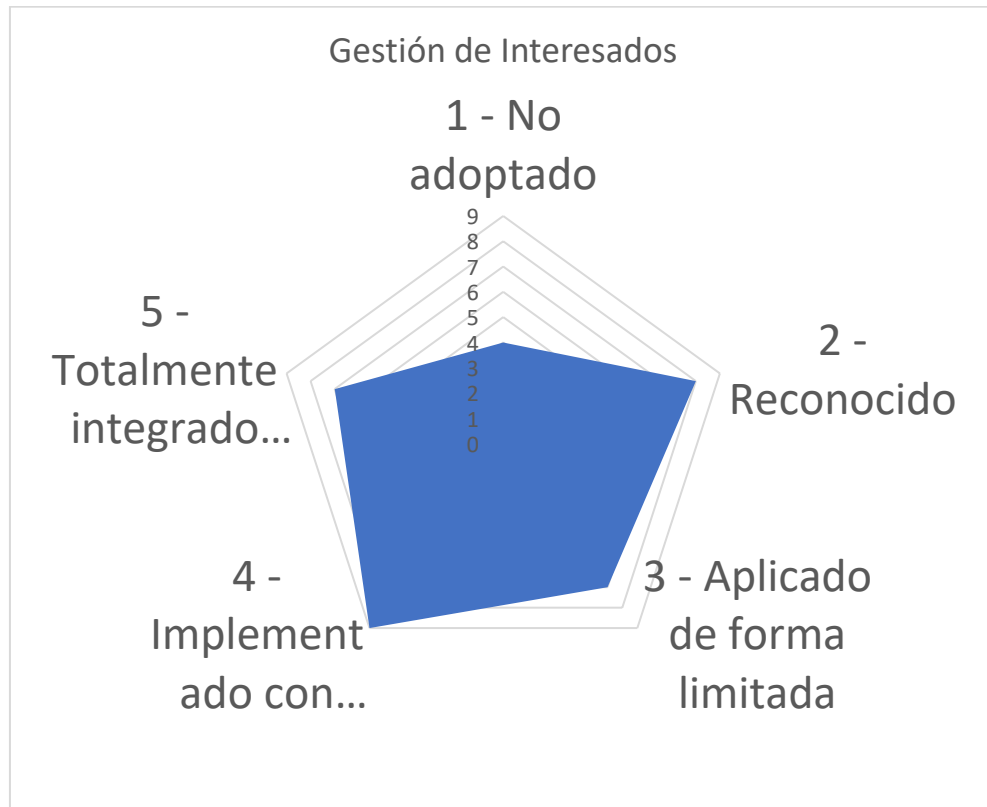 Gestión de Interesados
1 - No
adoptado
9
8
7
6
5
4
3
2
1
0
2 -
Reconocido
3 - Aplicado
de forma
limitada
4 -
Implement
ado con...
5 -
Totalmente
integrado...